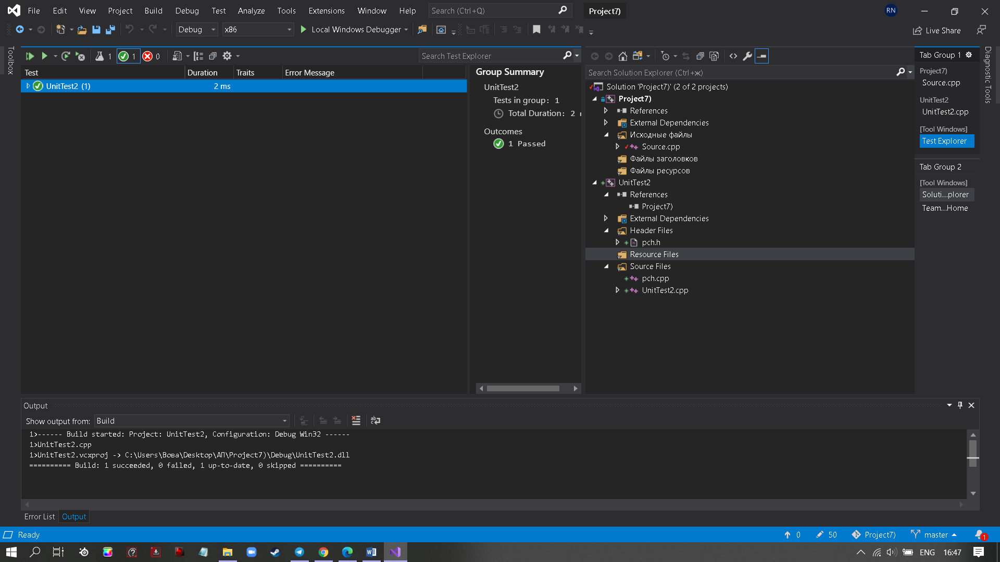 File Edit View Project Build Debug Test Analyze Tools Extensions Window Help Search (Ctrl+Q) Project7) RN
Debug x86 Local Windows Debugger Live Share
Toolbox
1 1 0 Search Test Explorer
Test Duration Traits Error Message
UnitTest2 (1) 2 ms
Group Summary
UnitTest2
Tests in group: 1
Total Duration: 2
Outcomes
1 Passed
Search Solution Explorer (Ctrl+ж)
Solution 'Project7)' (2 of 2 projects)
Project7)
References
External Dependencies
Исходные файлы
Source.cpp
Файлы заголовков
Файлы ресурсов
UnitTest2
References
Project7)
External Dependencies
Header Files
pch.h
Resource Files
Source Files
pch.cpp
UnitTest2.cpp
Tab Group 1
Project7)
Source.cpp
UnitTest2
UnitTest2.cpp
[Tool Windows]
Test Explorer
Tab Group 2
[Tool Windows]
Soluti...plorer
Team...Home
Diagnostic Tools
Output
Show output from: Build
1>------ Build started: Project: UnitTest2, Configuration: Debug Win32 ------
1>UnitTest2.cpp
1>UnitTest2.vcxproj -> C:\Users\Вова\Desktop\АП\Project7)\Debug\UnitTest2.dll
========== Build: 1 succeeded, 0 failed, 1 up-to-date, 0 skipped ==========
Error List Output
Ready 0 50 Project7) master 1
ENG 16:47